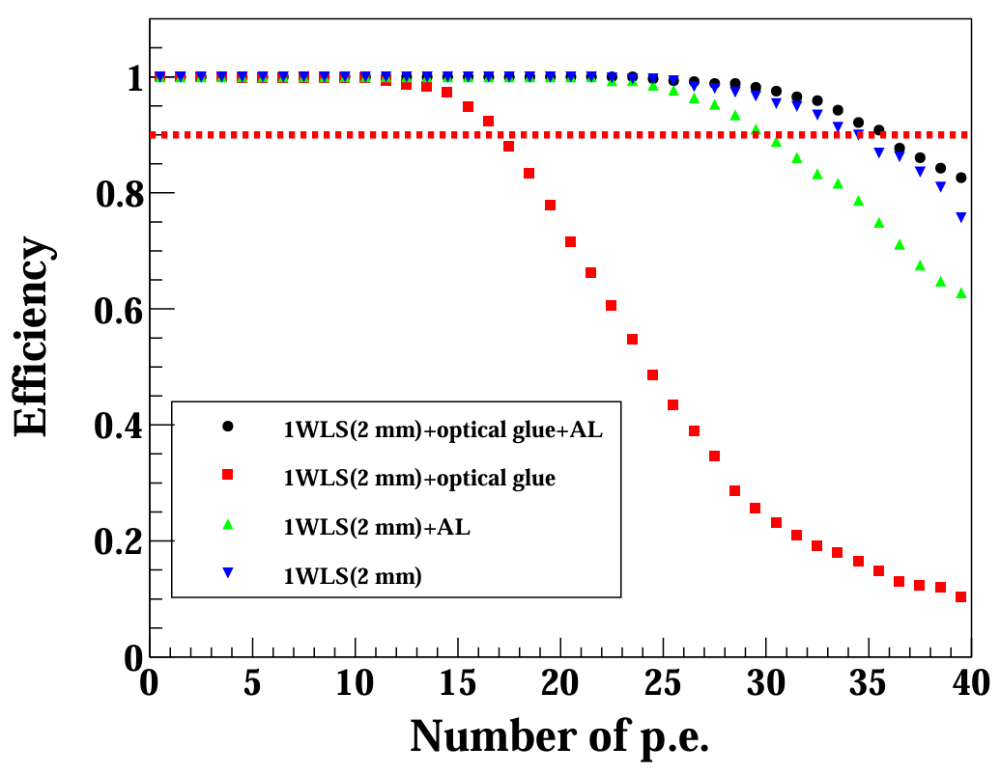 1
0.8
0.6
0.4
0.2
0
Efficiency
1WLS(2 mm)+optical glue+AL
1WLS(2 mm)+optical glue
1WLS(2 mm)+AL
1WLS(2 mm)
0 5 10 15 20 25 30 35 40
Number of p.e.